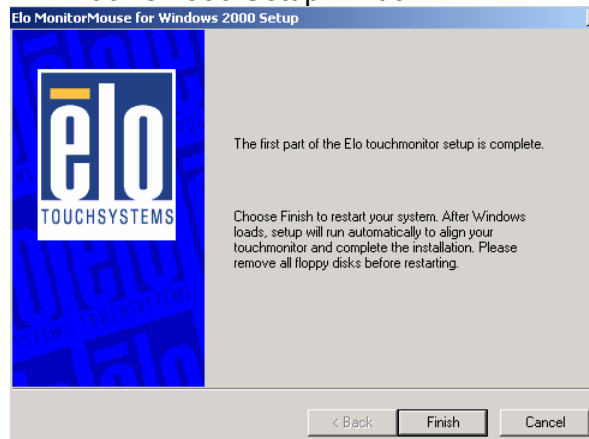 Elo MonitorMouse for Windows 2000 Setup
elo
TOUCHSYSTEMS
The first part of the Elo touchmonitor setup is complete.
Choose Finish to restart your system. After Windows
loads, setup will run automatically to align your
touchmonitor and complete the installation. Please
remove all floppy disks before restarting.
< Back
Finish
Cancel